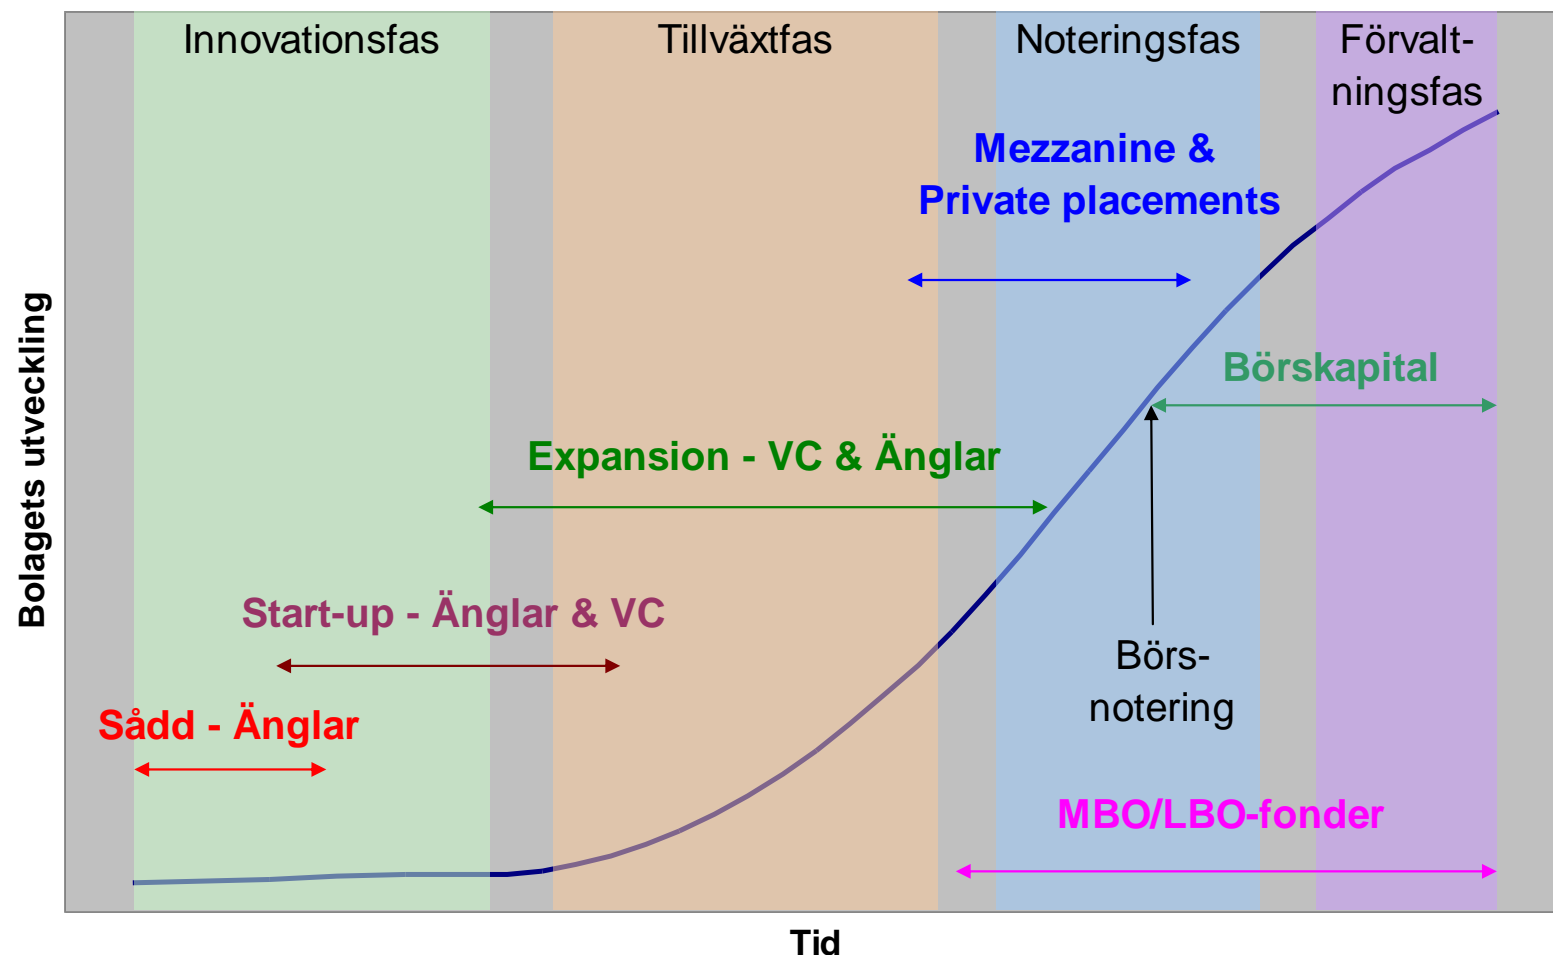 Innovationsfas
Tillväxtfas
Noteringsfas
Förvalt-
ningsfas
Mezzanine &
Private placements
Börskapital
Expansion - VC & Änglar
Start-up - Änglar & VC
Börs-
notering
Sådd - Änglar
MBO/LBO-fonder
Bolagets utveckling
Tid